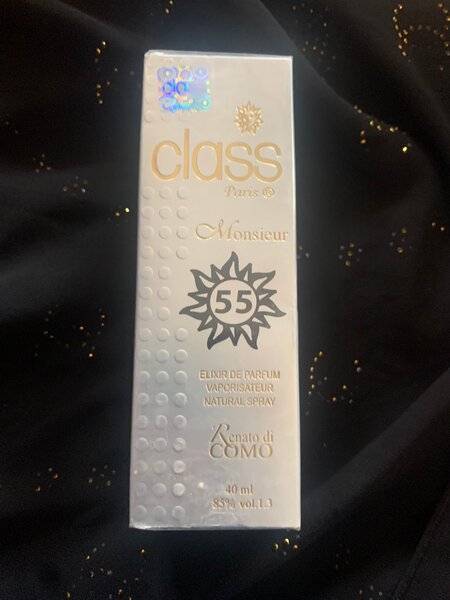 class
Paris ®
Monsieur
55
ELIXIR DE PARFUM
VAPORISATEUR
NATURAL SPRAY
Renato di
COMO
40 ml
85% vol.1.3